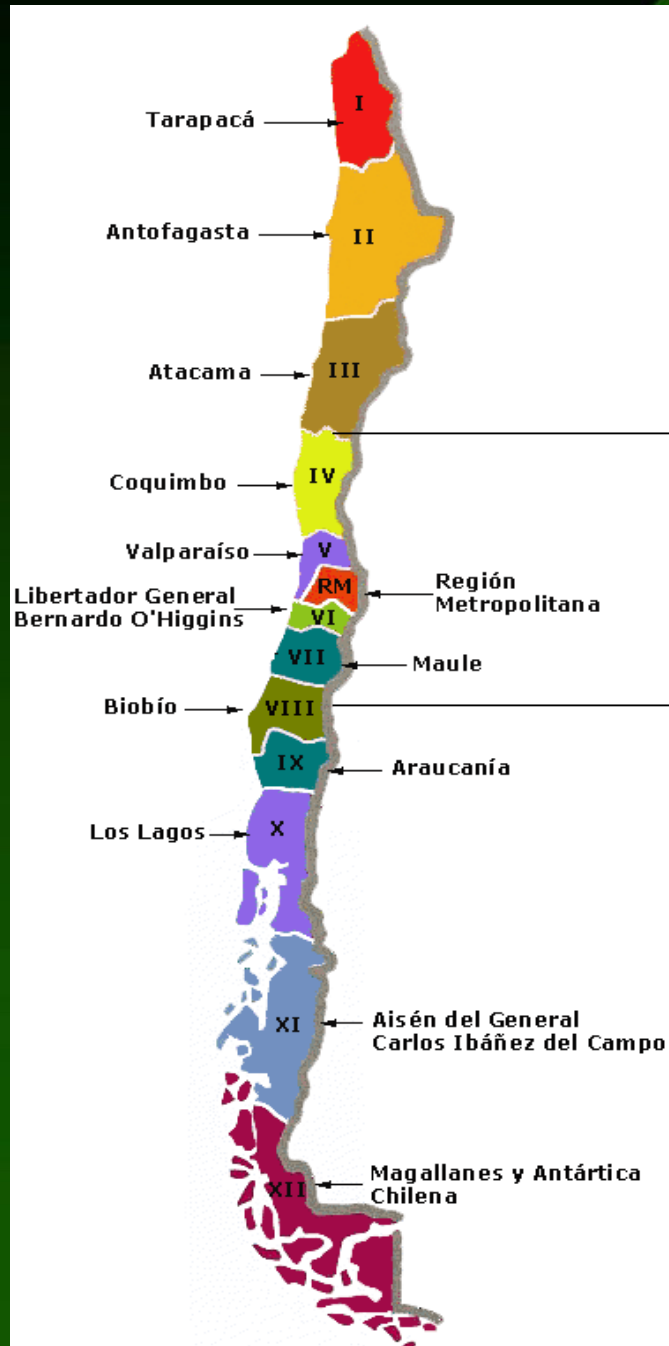 I
Tarapacá
Antofagasta
II
Atacama
III
Coquimbo
IV
Valparaíso
V
RM
Región
Metropolitana
Libertador General
Bernardo O'Higgins
VI
VII
Maule
Biobío
VIII
IX
Araucanía
Los Lagos
X
XI
Aisén del General
Carlos Ibáñez del Campo
XII
Magallanes y Antártica
Chilena